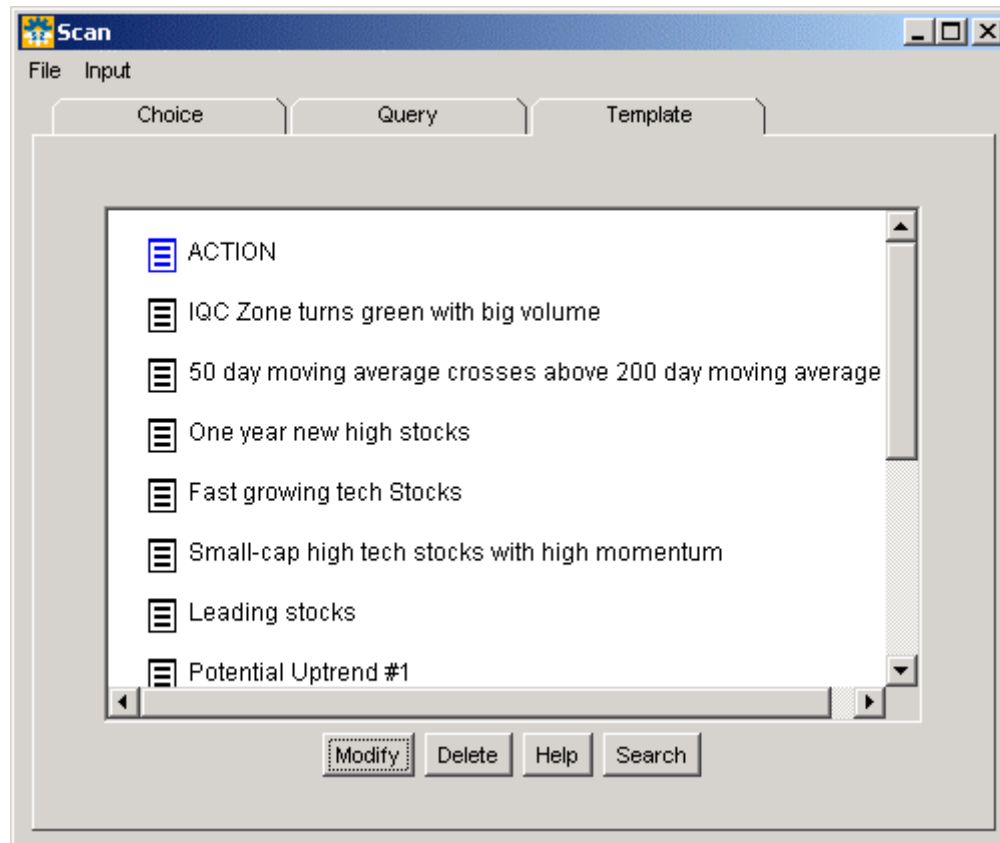 Scan
File Input
Choice Query Template
ACTION
IQC Zone turns green with big volume
50 day moving average crosses above 200 day moving average
One year new high stocks
Fast growing tech Stocks
Small-cap high tech stocks with high momentum
Leading stocks
Potential Uptrend #1
Modify Delete Help Search